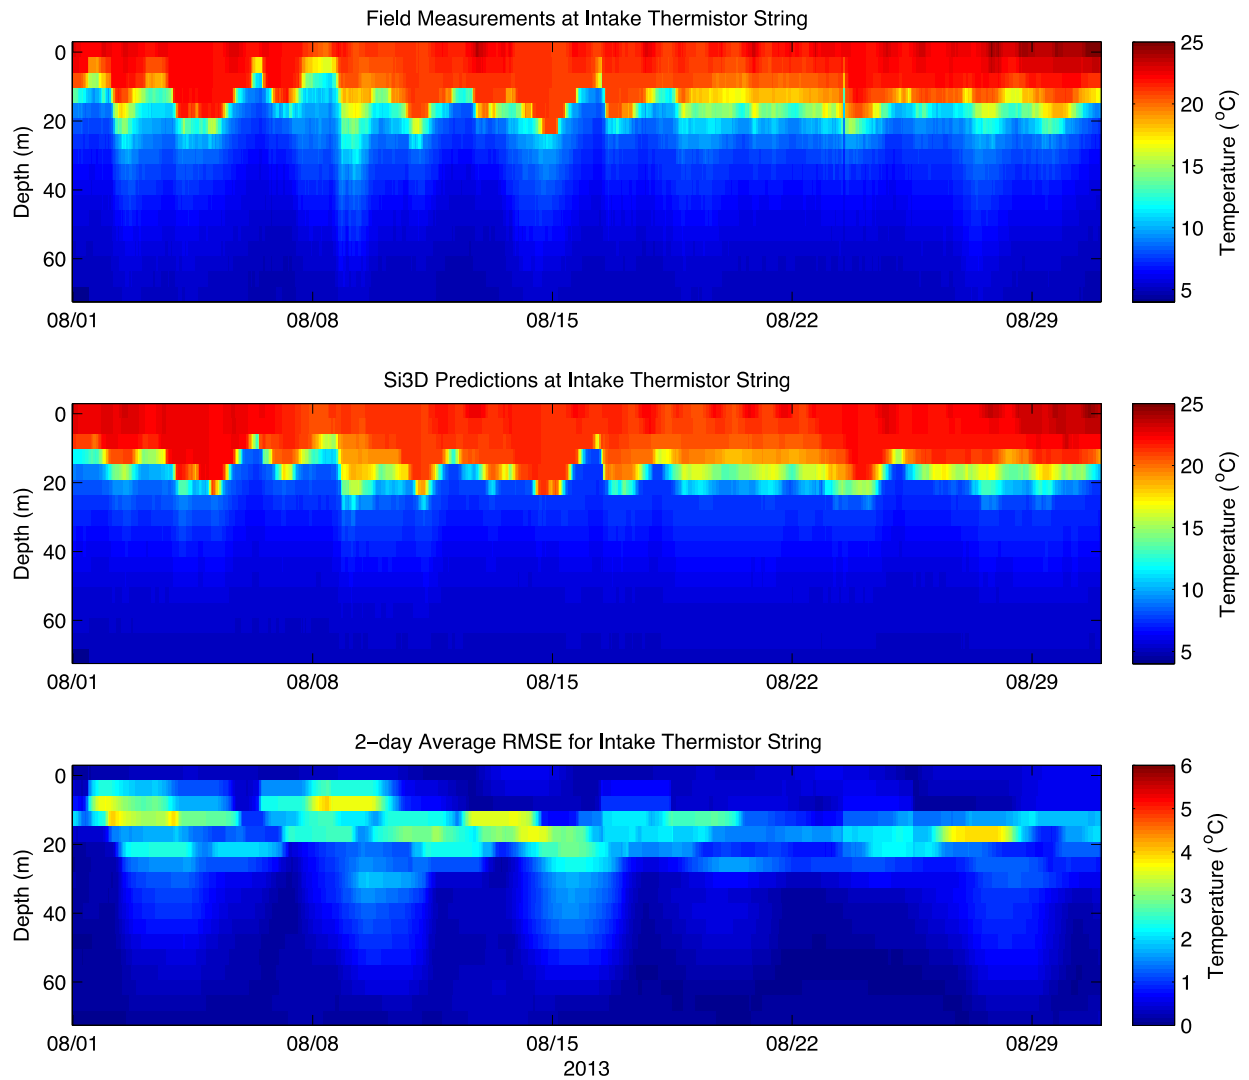 Field Measurements at Intake Thermistor String
0
20
40
60
Depth (m)
08/01 08/08 08/15 08/22 08/29
25
20
15
10
5
Temperature (°C)
Si3D Predictions at Intake Thermistor String
0
20
40
60
Depth (m)
08/01 08/08 08/15 08/22 08/29
25
20
15
10
5
Temperature (°C)
2−day Average RMSE for Intake Thermistor String
0
20
40
60
Depth (m)
08/01 08/08 08/15 08/22 08/29
2013
6
5
4
3
2
1
0
Temperature (°C)